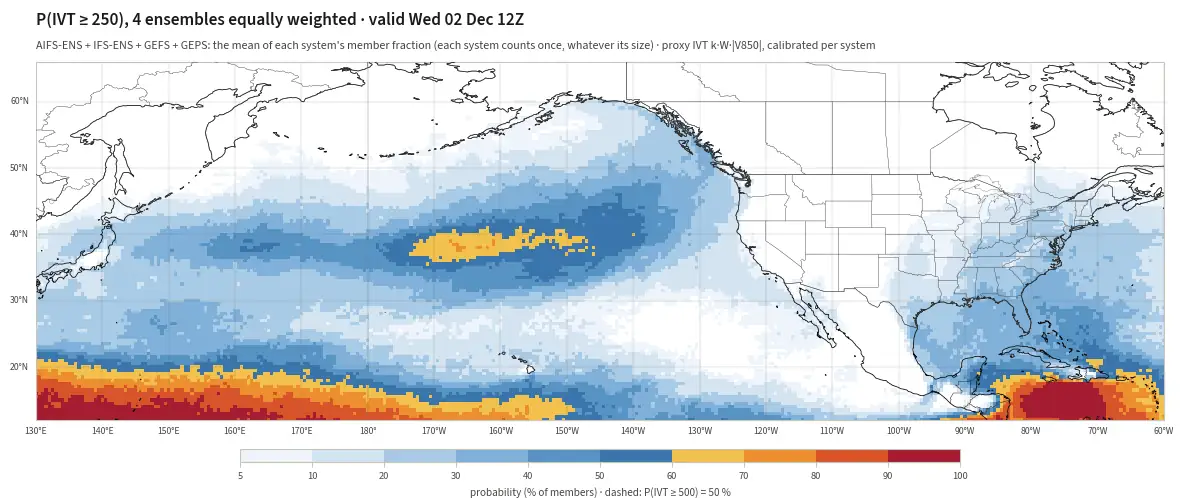 P(IVT ≥ 250), 4 ensembles equally weighted · valid Wed 02 Dec 12Z
AIFS-ENS + IFS-ENS + GEFS + GEPS: the mean of each system's member fraction (each system counts once, whatever its size) · proxy IVT k·W·|V850|, calibrated per system
60°N
50°N
40°N
30°N
20°N
130°E 140°E 150°E 160°E 170°E 180° 170°W 160°W 150°W 140°W 130°W 120°W 110°W 100°W 90°W 80°W 70°W 60°W
5 10 20 30 40 50 60 70 80 90 100
probability (% of members) · dashed: P(IVT ≥ 500) = 50 %